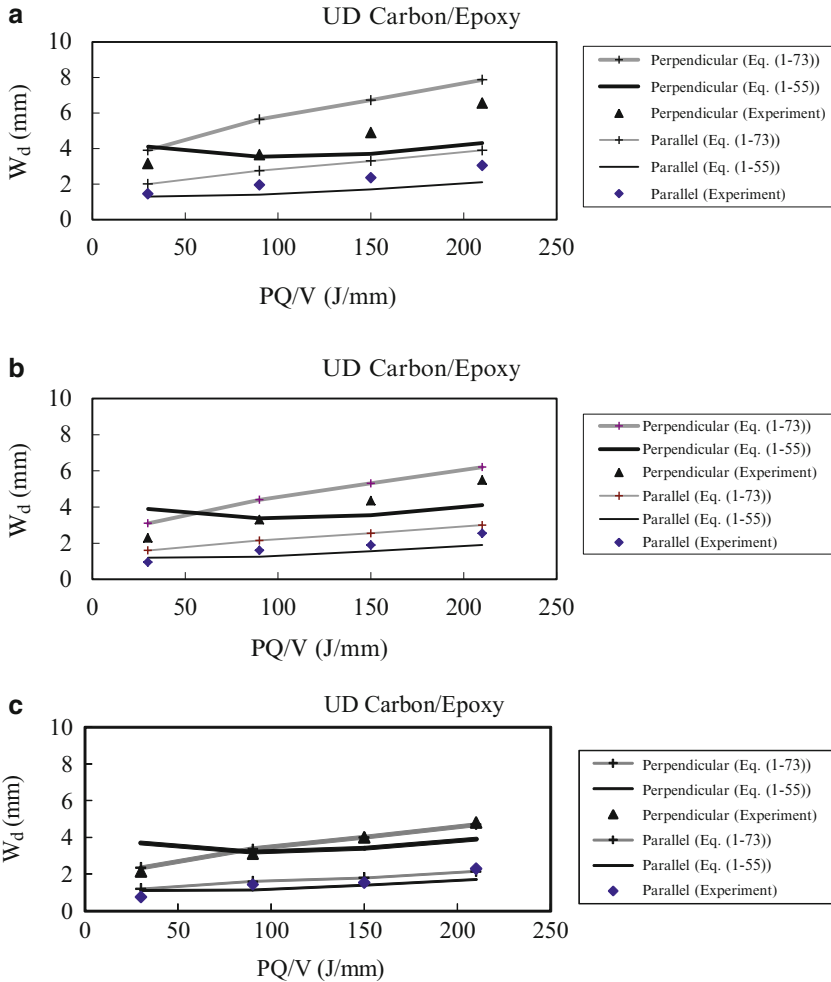 a
UD Carbon/Epoxy
10
8
6
4
2
0
W_d (mm)
0 50 100 150 200 250
PQ/V (J/mm)
Perpendicular (Eq. (1-73))
Perpendicular (Eq. (1-55))
Perpendicular (Experiment)
Parallel (Eq. (1-73))
Parallel (Eq. (1-55))
Parallel (Experiment)
b
UD Carbon/Epoxy
10
8
6
4
2
0
W_d (mm)
0 50 100 150 200 250
PQ/V (J/mm)
Perpendicular (Eq. (1-73))
Perpendicular (Eq. (1-55))
Perpendicular (Experiment)
Parallel (Eq. (1-73))
Parallel (Eq. (1-55))
Parallel (Experiment)
c
UD Carbon/Epoxy
10
8
6
4
2
0
W_d (mm)
0 50 100 150 200 250
PQ/V (J/mm)
Perpendicular (Eq. (1-73))
Perpendicular (Eq. (1-55))
Perpendicular (Experiment)
Parallel (Eq. (1-73))
Parallel (Eq. (1-55))
Parallel (Experiment)